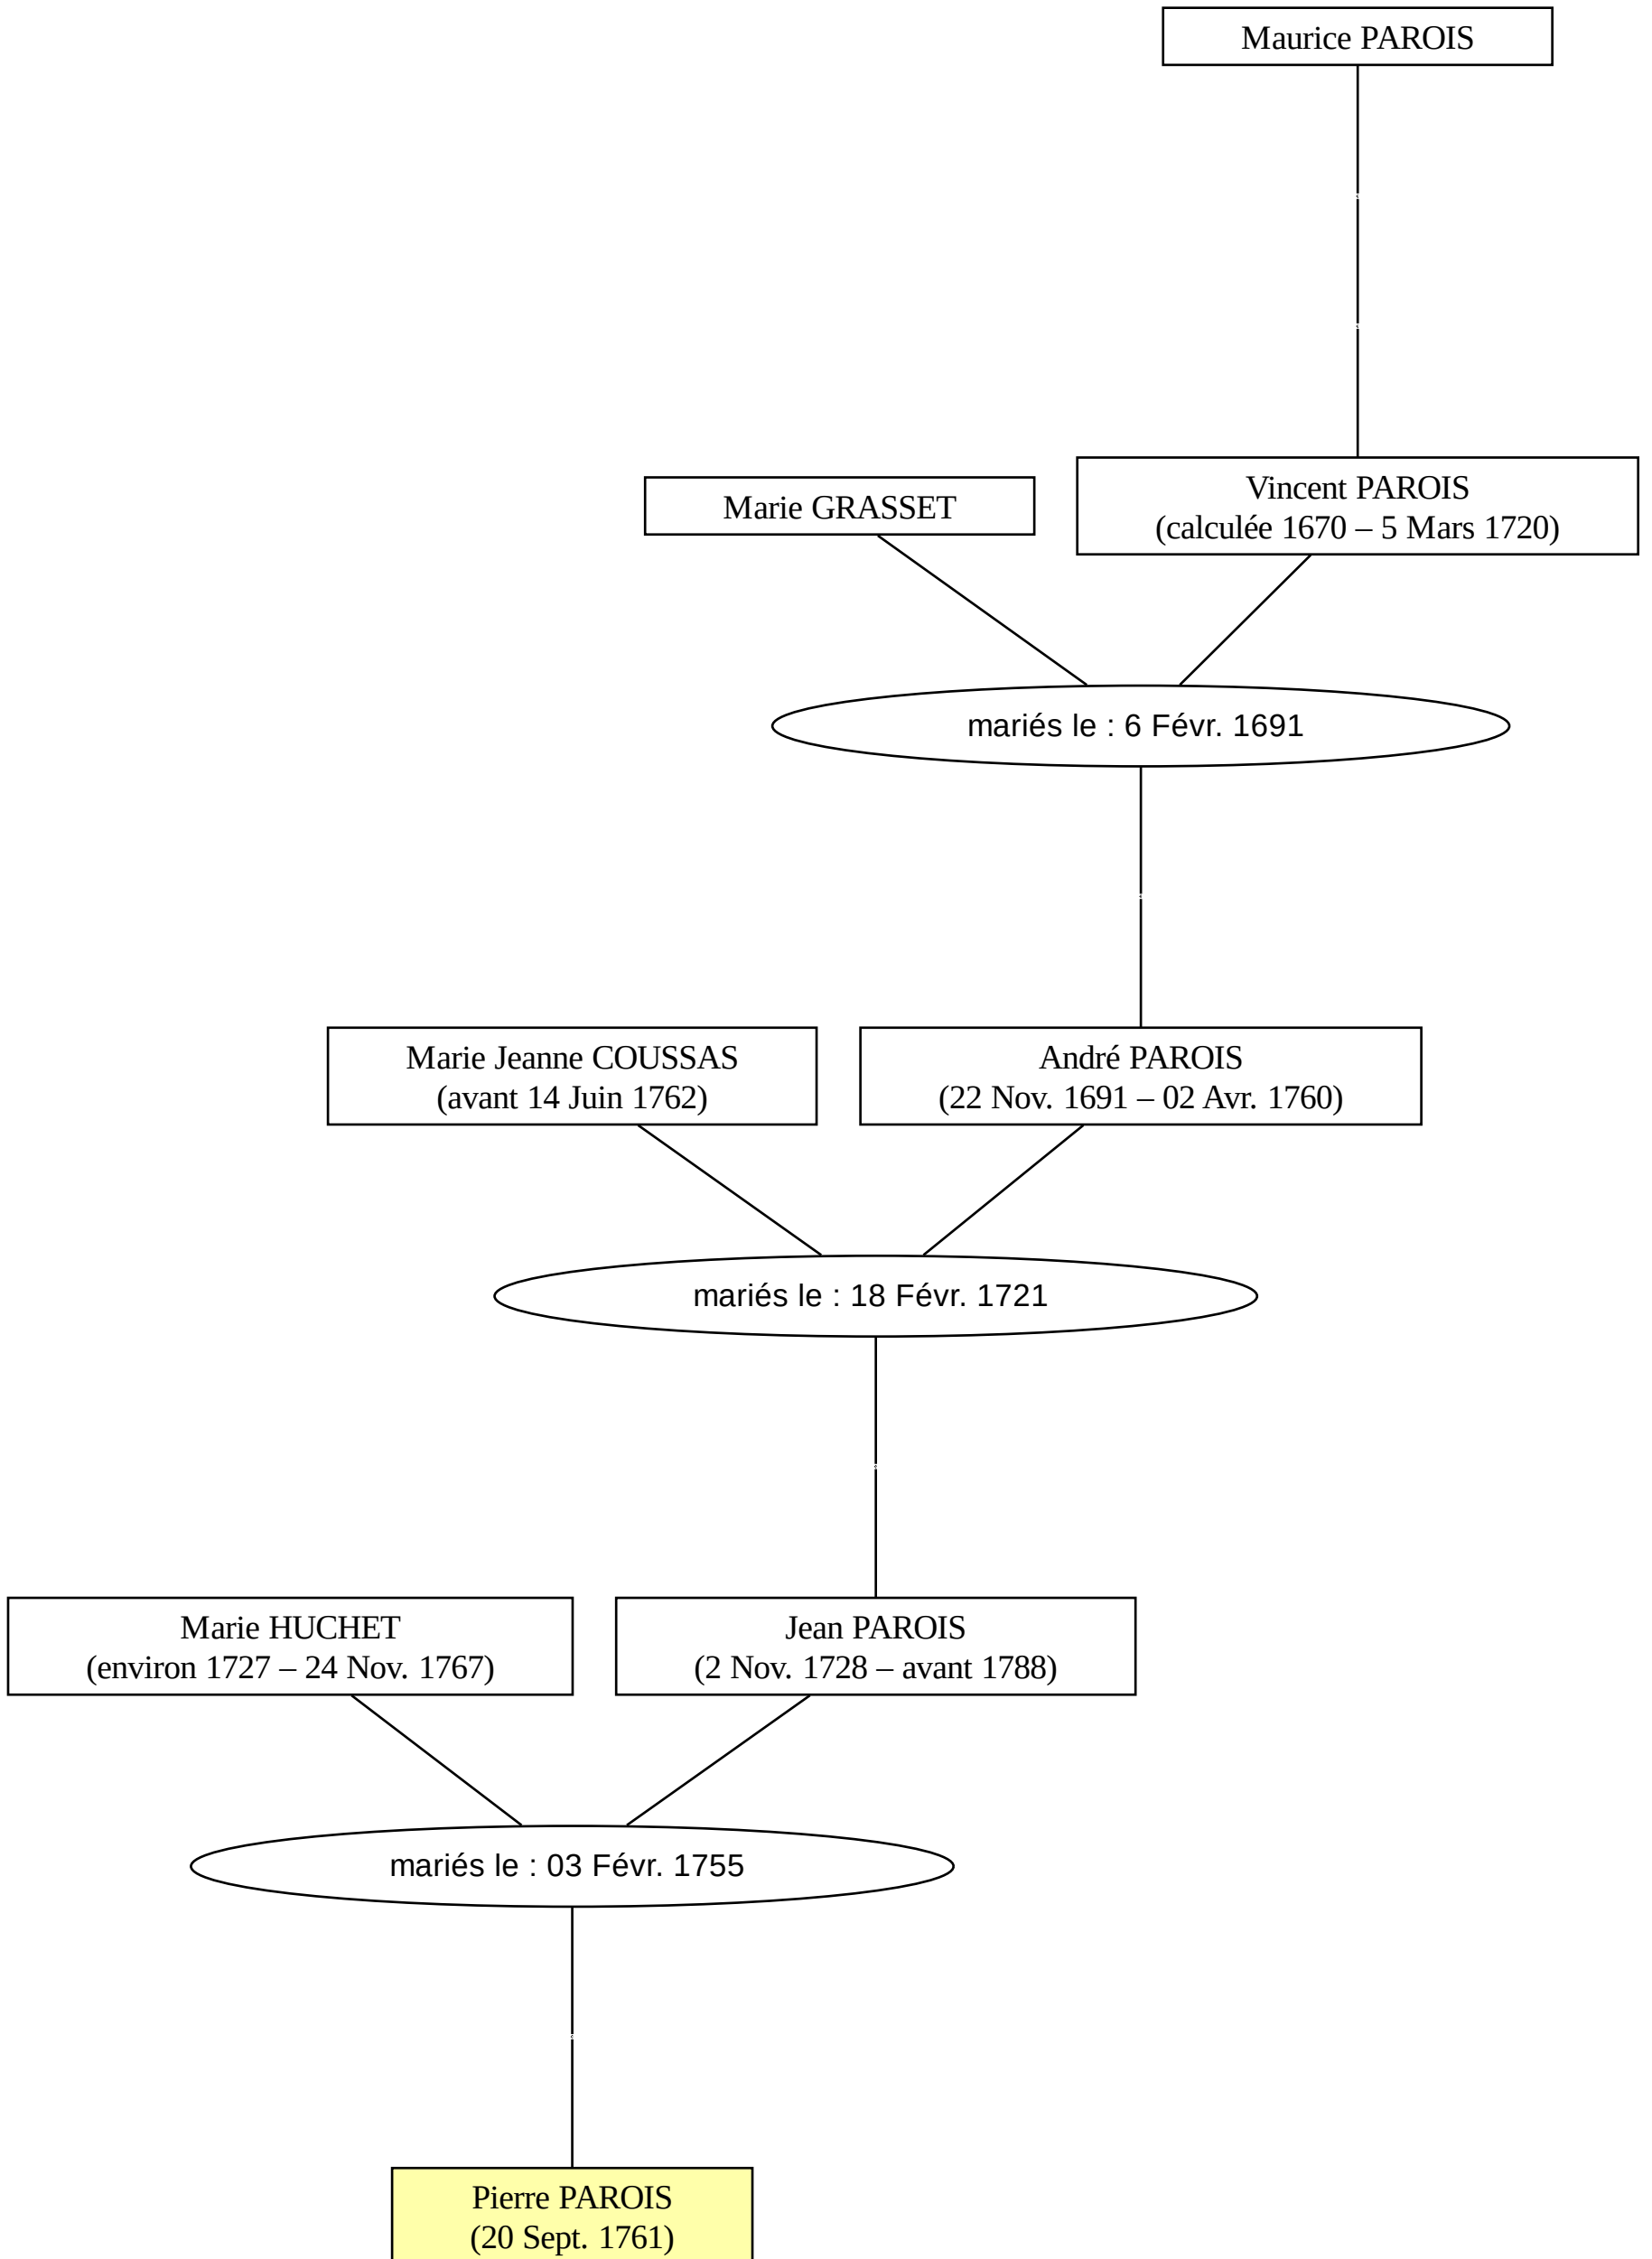 Maurice PAROIS
Marie GRASSET
Vincent PAROIS
(calculée 1670 – 5 Mars 1720)
mariés le : 6 Févr. 1691
Marie Jeanne COUSSAS
(avant 14 Juin 1762)
André PAROIS
(22 Nov. 1691 – 02 Avr. 1760)
mariés le : 18 Févr. 1721
Marie HUCHET
(environ 1727 – 24 Nov. 1767)
Jean PAROIS
(2 Nov. 1728 – avant 1788)
mariés le : 03 Févr. 1755
Pierre PAROIS
(20 Sept. 1761)